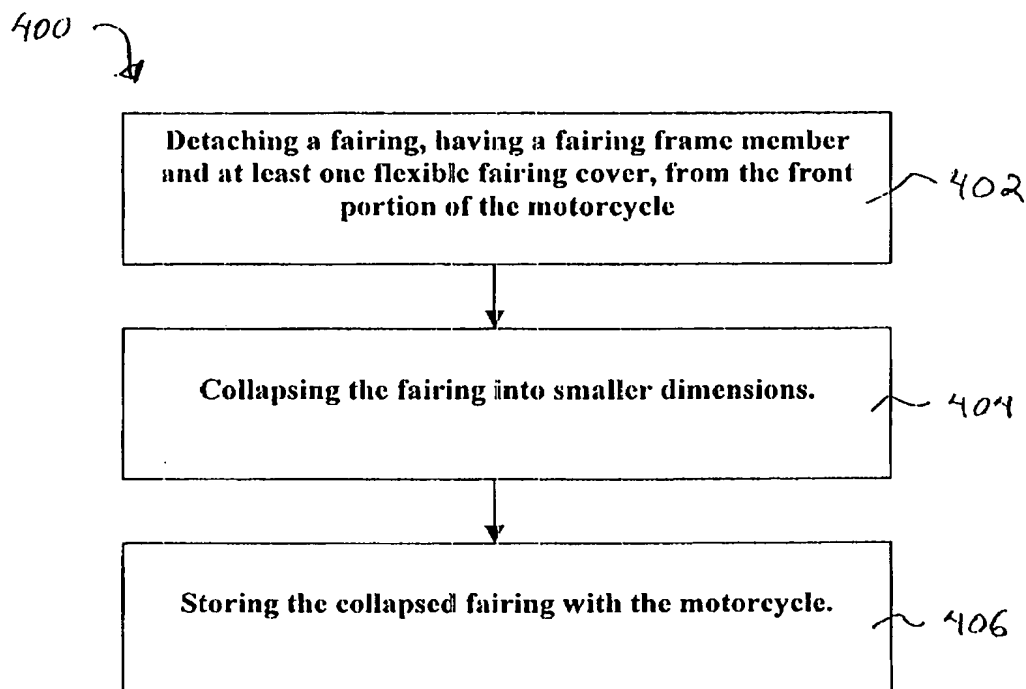 400
Detaching a fairing, having a fairing frame member
and at least one flexible fairing cover, from the front
portion of the motorcycle
402
Collapsing the fairing into smaller dimensions.
404
Storing the collapsed fairing with the motorcycle.
406